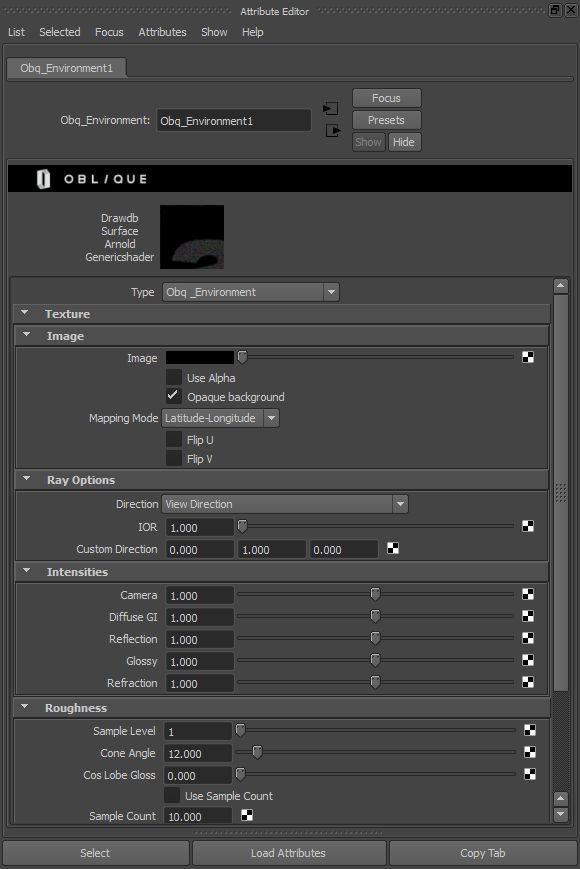 Attribute Editor
List Selected Focus Attributes Show Help
Obq_Environment1
Focus
Obq_Environment: Obq_Environment1
Presets
Show Hide
OBL/QUE
Drawdb
Surface
Arnold
Genericshader
Type Obq _Environment
Texture
Image
Image
Use Alpha
Opaque background
Mapping Mode Latitude-Longitude
Flip U
Flip V
Ray Options
Direction View Direction
IOR 1.000
Custom Direction 0.000 1.000 0.000
Intensities
Camera 1.000
Diffuse GI 1.000
Reflection 1.000
Glossy 1.000
Refraction 1.000
Roughness
Sample Level 1
Cone Angle 12.000
Cos Lobe Gloss 0.000
Use Sample Count
Sample Count 10.000
Select Load Attributes Copy Tab